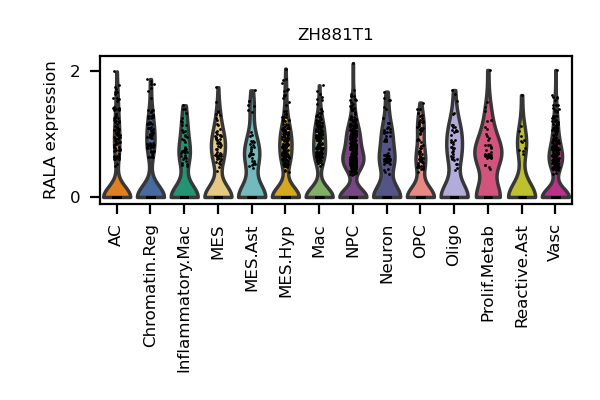 ZH881T1
RALA expression
2
0
AC
Chromatin.Reg
Inflammatory.Mac
MES
MES.Ast
MES.Hyp
Mac
NPC
Neuron
OPC
Oligo
Prolif.Metab
Reactive.Ast
Vasc